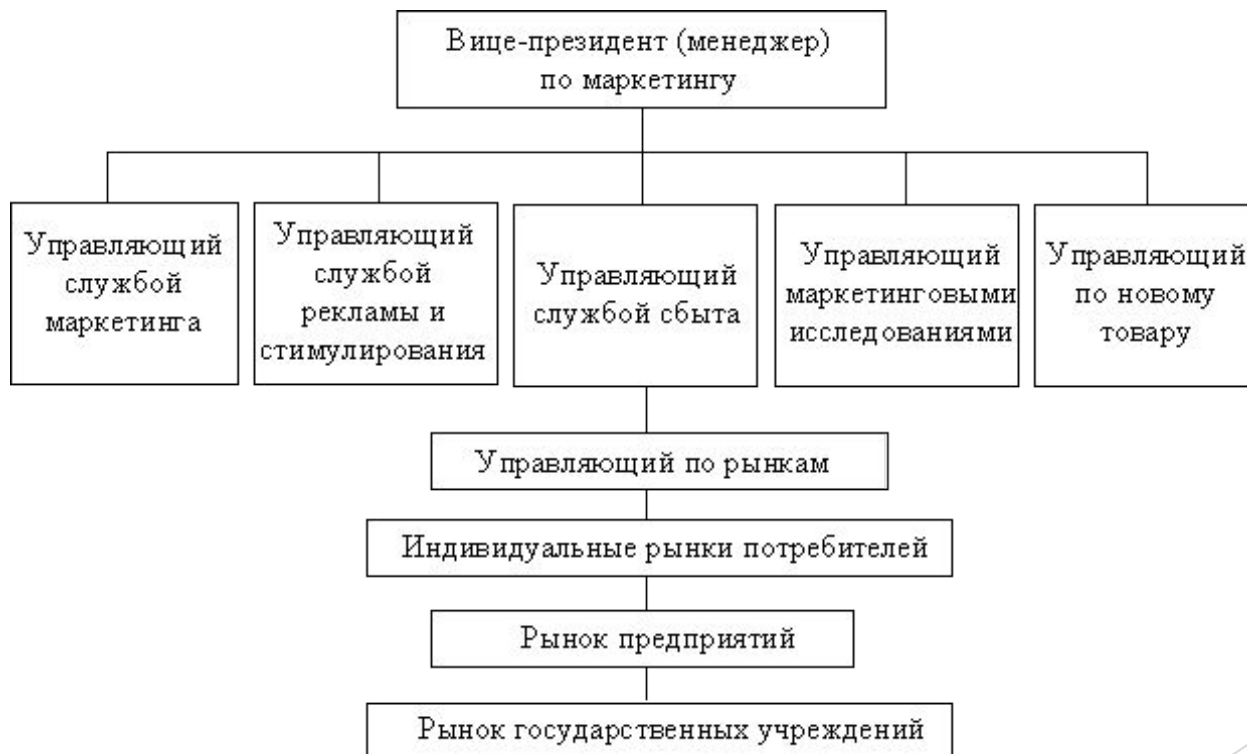 Вице-президент (менеджер)
по маркетингу
Управляющий
службой
маркетинга
Управляющий
службой
рекламы и
стимулирования
Управляющий
службой сбыта
Управляющий
маркетинговыми
исследованиями
Управляющий
по новому
товару
Управляющий по рынкам
Индивидуальные рынки потребителей
Рынок предприятий
Рынок государственных учреждений